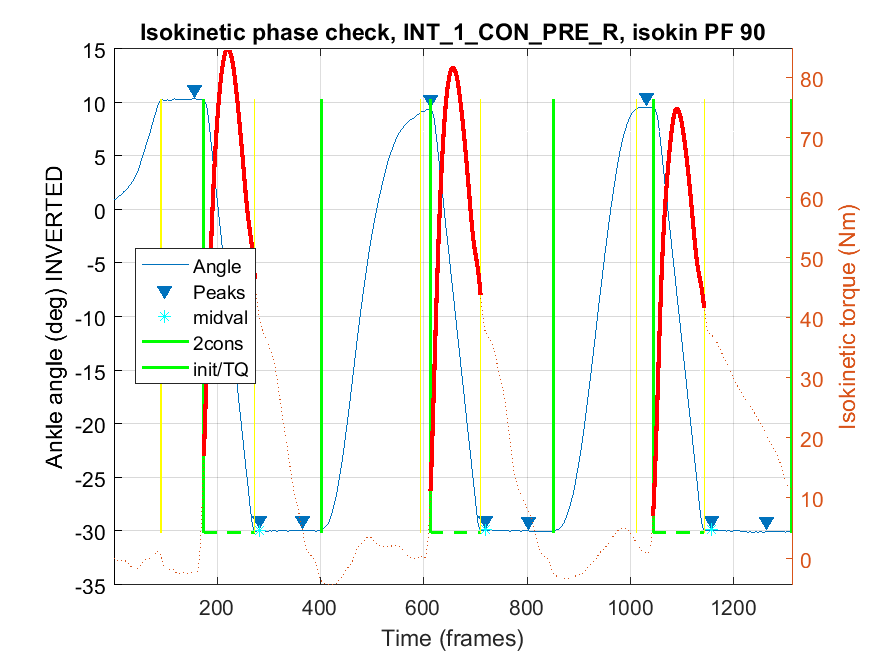 Isokinetic phase check, INT_1_CON_PRE_R, isokin PF 90
Ankle angle (deg) INVERTED
15
10
5
0
-5
-10
-15
-20
-25
-30
-35
Angle
Peaks
midval
2cons
init/TQ
80
70
60
50
40
30
20
10
0
Isokinetic torque (Nm)
200
400
600
800
1000
1200
Time (frames)